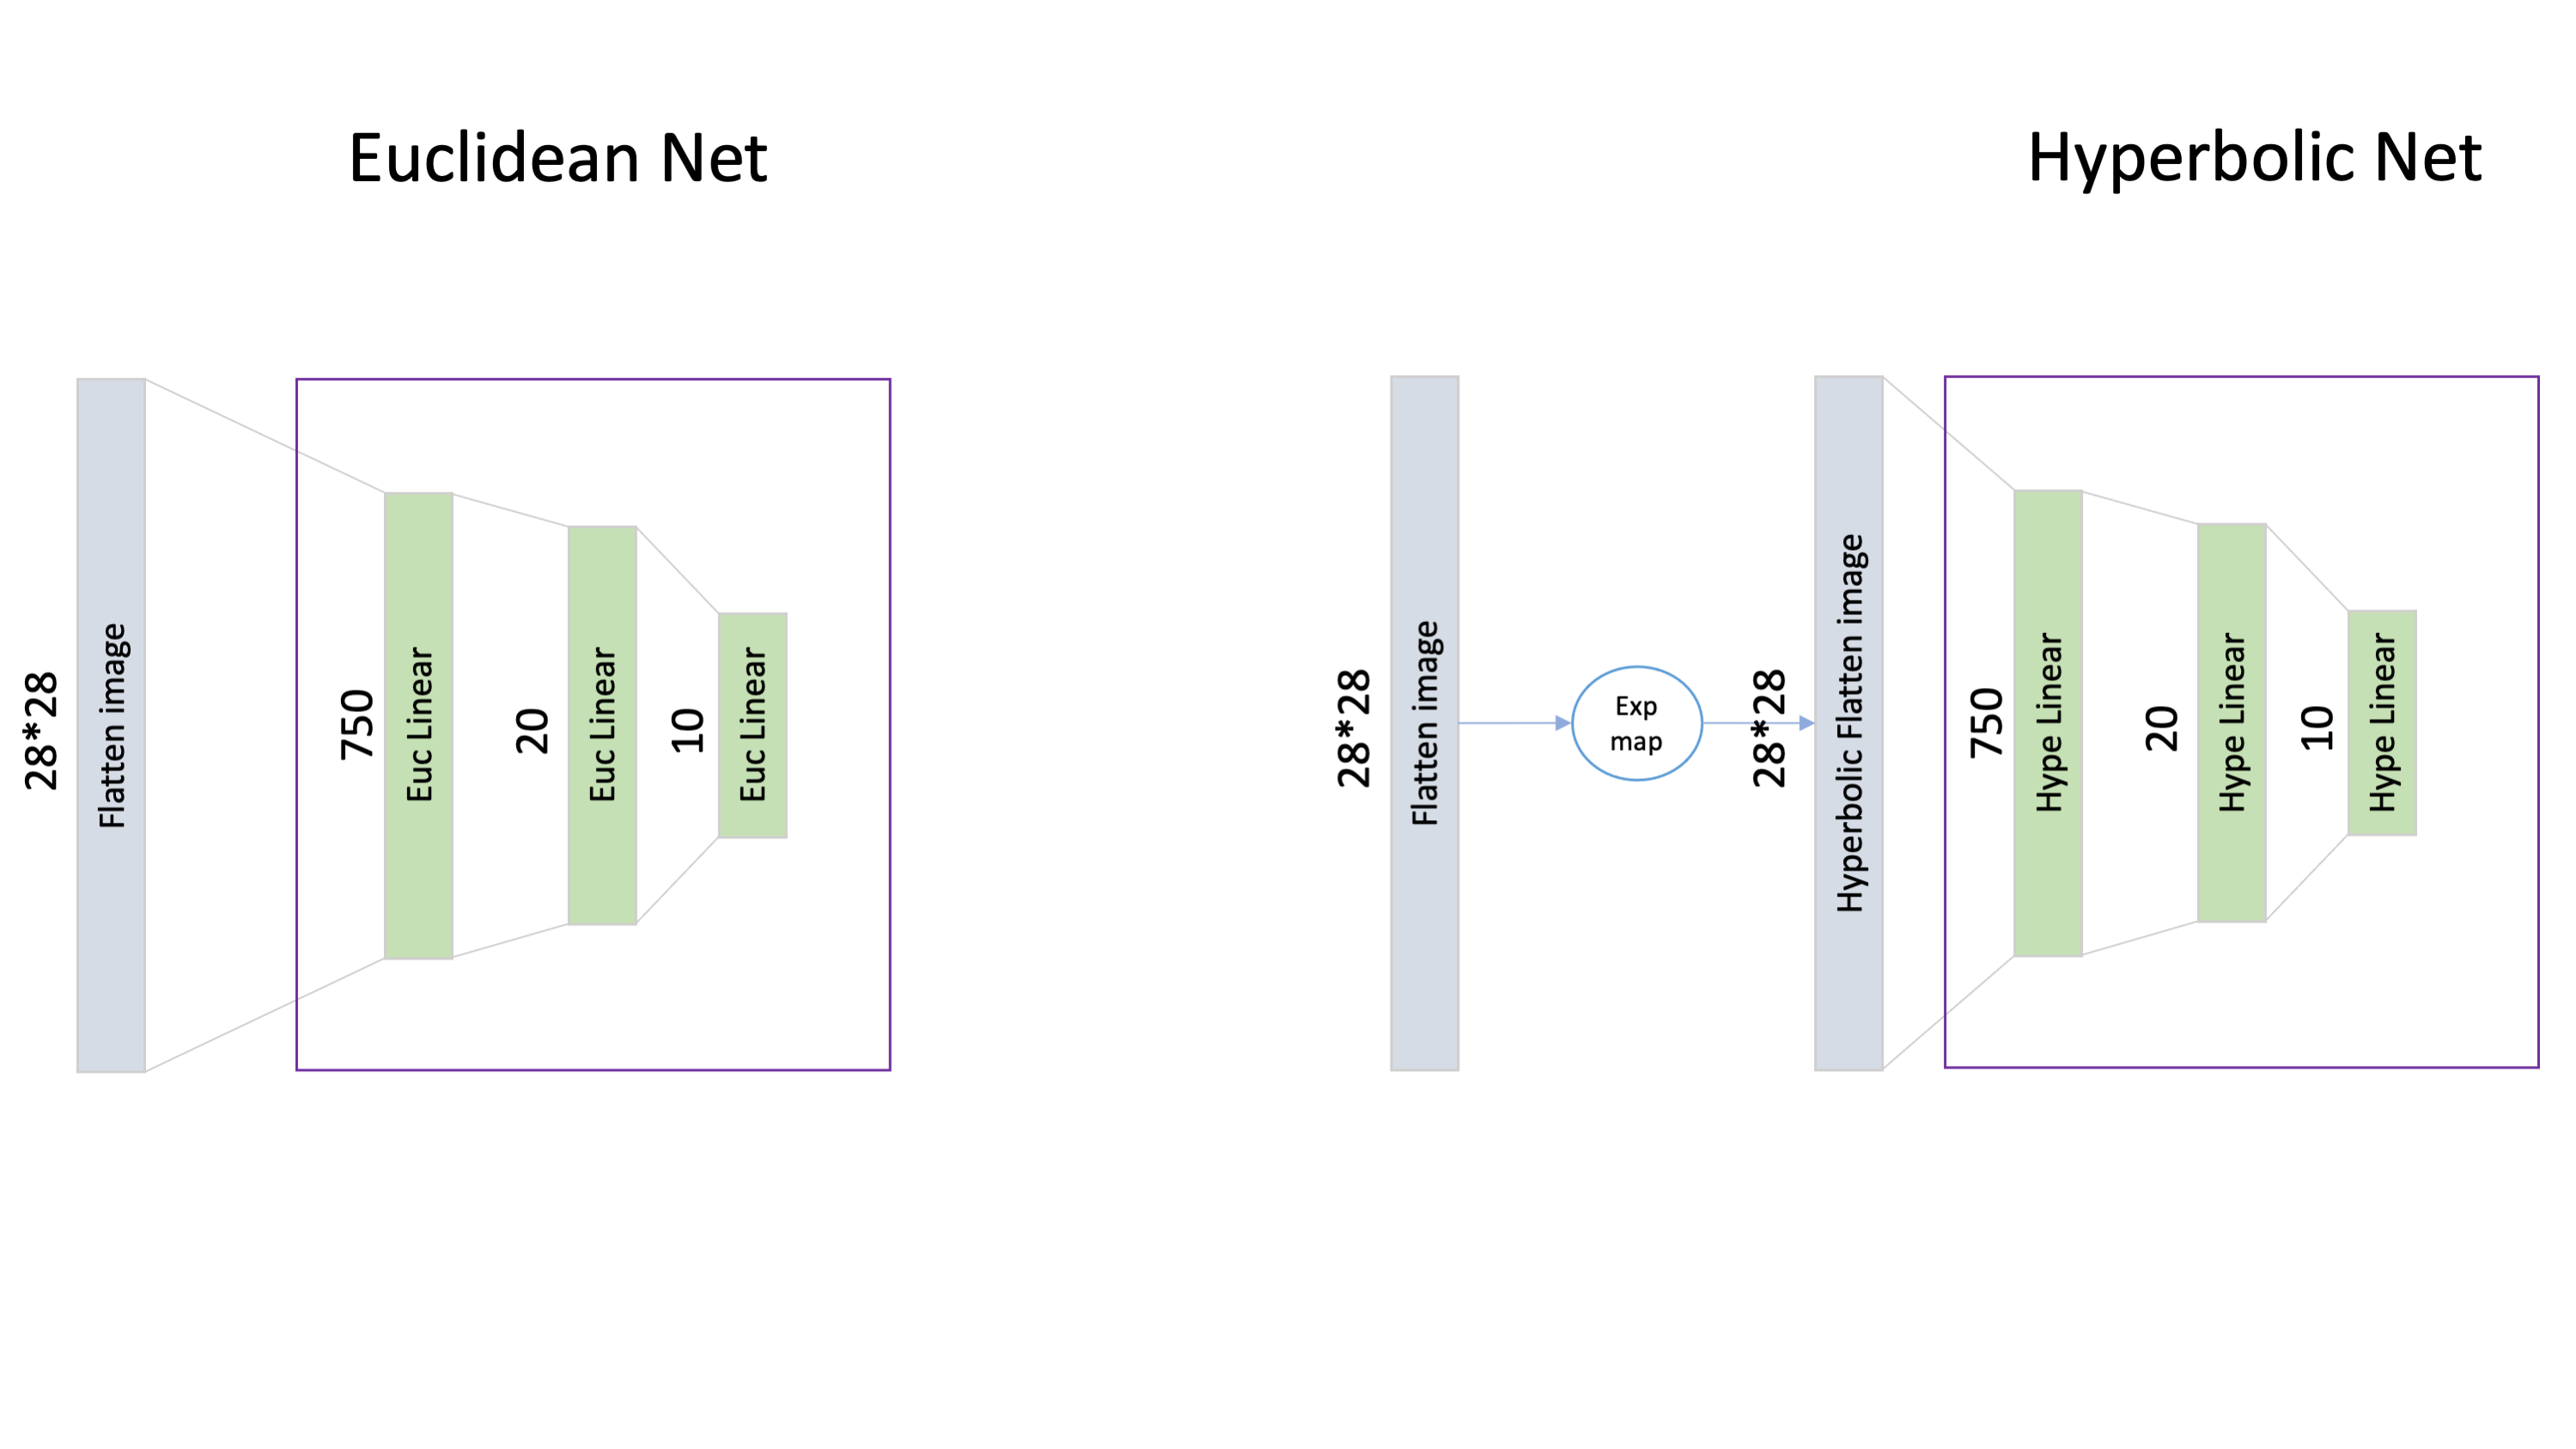 Euclidean Net
28*28
Flatten image
750
Euc Linear
20
Euc Linear
10
Euc Linear
Hyperbolic Net
28*28
Flatten image
Exp
map
28*28
Hyperbolic Flatten image
750
Hype Linear
20
Hype Linear
10
Hype Linear